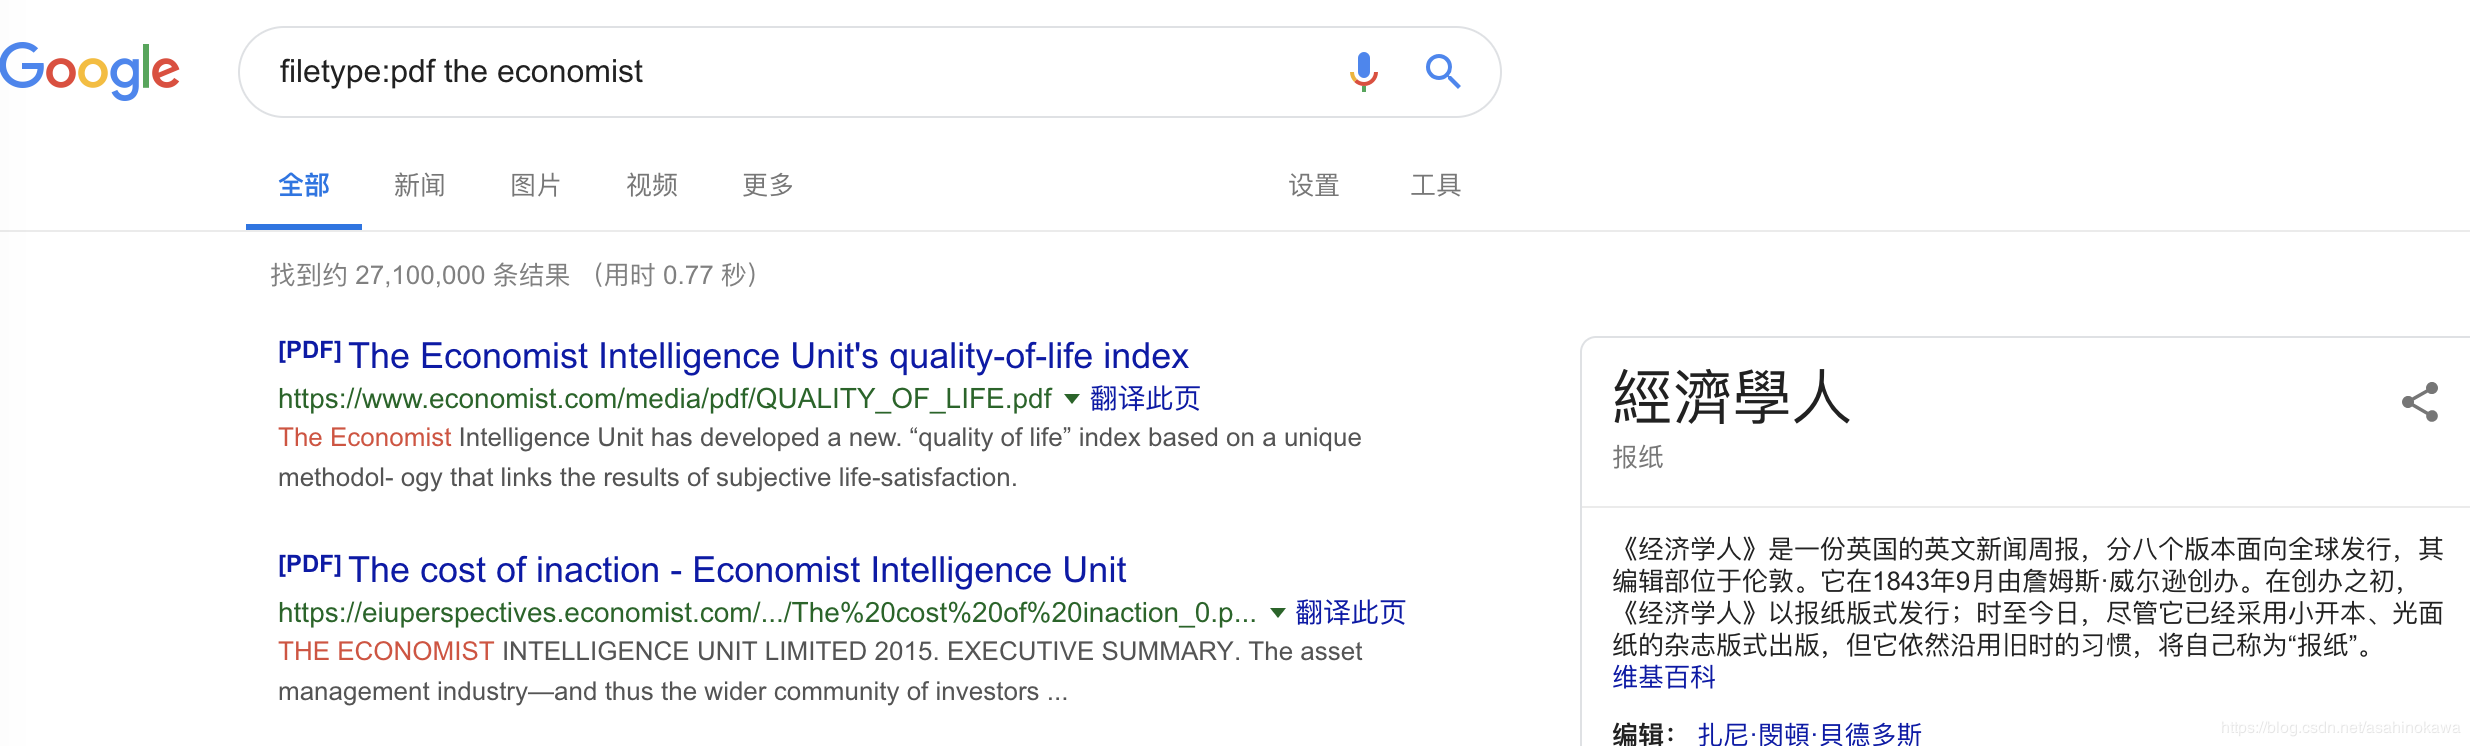 Google
filetype:pdf the economist
全部 新闻 图片 视频 更多 设置 工具
找到约 27,100,000 条结果 （用时 0.77 秒）
[PDF] The Economist Intelligence Unit's quality-of-life index
https://www.economist.com/media/pdf/QUALITY_OF_LIFE.pdf 翻译此页
The Economist Intelligence Unit has developed a new. “quality of life” index based on a unique
methodol- ogy that links the results of subjective life-satisfaction.
[PDF] The cost of inaction - Economist Intelligence Unit
https://eiuperspectives.economist.com/.../The%20cost%20of%20inaction_0.p... 翻译此页
THE ECONOMIST INTELLIGENCE UNIT LIMITED 2015. EXECUTIVE SUMMARY. The asset
management industry—and thus the wider community of investors ...
經濟學人
报纸
《经济学人》是一份英国的英文新闻周报，分八个版本面向全球发行，其
编辑部位于伦敦。它在1843年9月由詹姆斯·威尔逊创办。在创办之初，
《经济学人》以报纸版式发行；时至今日，尽管它已经采用小开本、光面
纸的杂志版式出版，但它依然沿用旧时的习惯，将自己称为“报纸”。
维基百科
编辑： 扎尼·閔頓·貝德多斯
https://blog.csdn.net/asahinokawa